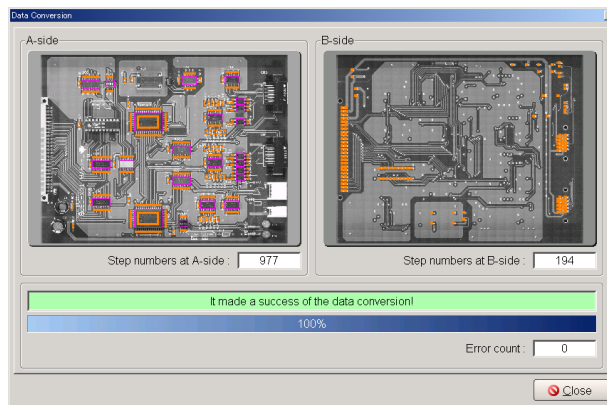 Data Conversion
A-side
B-side
Step numbers at A-side : 977
Step numbers at B-side : 194
It made a success of the data conversion!
100%
Error count : 0
Close